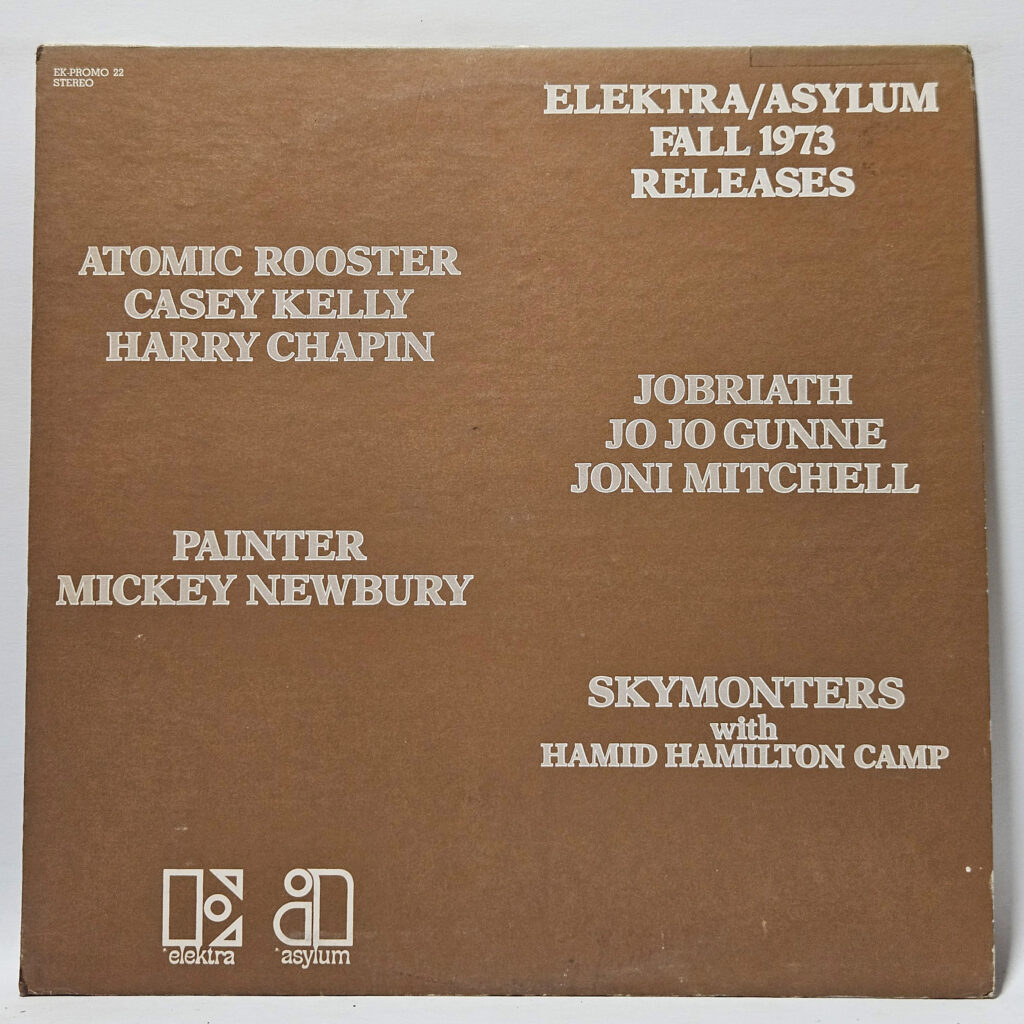 EK-PROMO 22
STEREO
ELEKTRA/ASYLUM
FALL 1973
RELEASES
ATOMIC ROOSTER
CASEY KELLY
HARRY CHAPIN
JOBRIATH
JO JO GUNNE
JONI MITCHELL
PAINTER
MICKEY NEWBURY
SKYMONTERS
with
HAMID HAMILTON CAMP
elektra
asylum